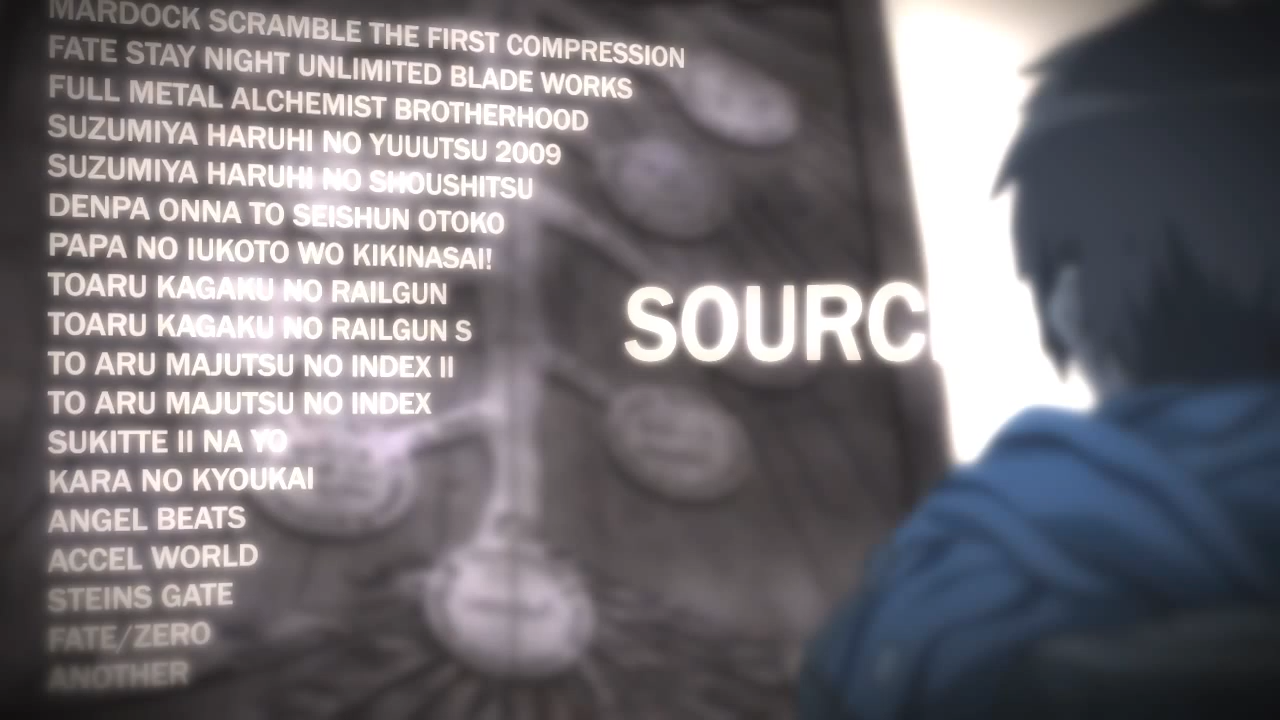 MARDOCK SCRAMBLE THE FIRST COMPRESSION
FATE STAY NIGHT UNLIMITED BLADE WORKS
FULL METAL ALCHEMIST BROTHERHOOD
SUZUMIYA HARUHI NO YUUUTSU 2009
SUZUMIYA HARUHI NO SHOUSHITSU
DENPA ONNA TO SEISHUN OTOKO
PAPA NO IUKOTO WO KIKINASAI!
TOARU KAGAKU NO RAILGUN
TOARU KAGAKU NO RAILGUN S
TO ARU MAJUTSU NO INDEX II
TO ARU MAJUTSU NO INDEX
SUKITTE II NA YO
KARA NO KYOUKAI
ANGEL BEATS
ACCEL WORLD
STEINS GATE
FATE/ZERO
ANOTHER
SOURC